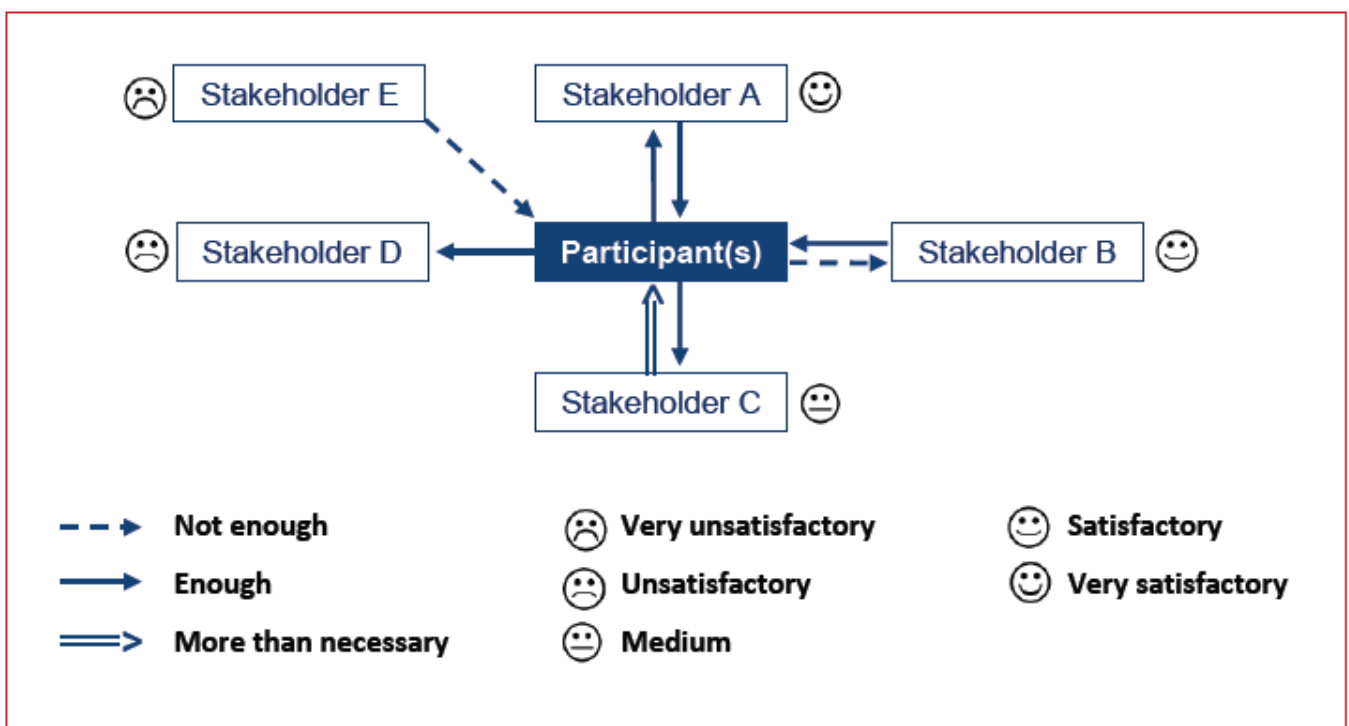 Stakeholder E
Stakeholder A
Stakeholder D
Participant(s)
Stakeholder B
Stakeholder C
Not enough
Very unsatisfactory
Satisfactory
Enough
Unsatisfactory
Very satisfactory
More than necessary
Medium